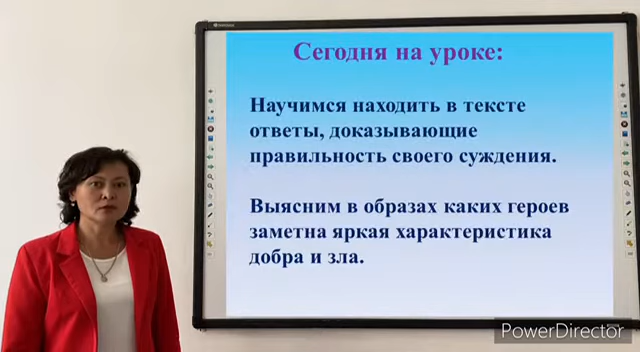 Сегодня на уроке:
Научимся находить в тексте
ответы, доказывающие
правильность своего суждения.
Выясним в образах каких героев
заметна яркая характеристика
добра и зла.
PowerDirector